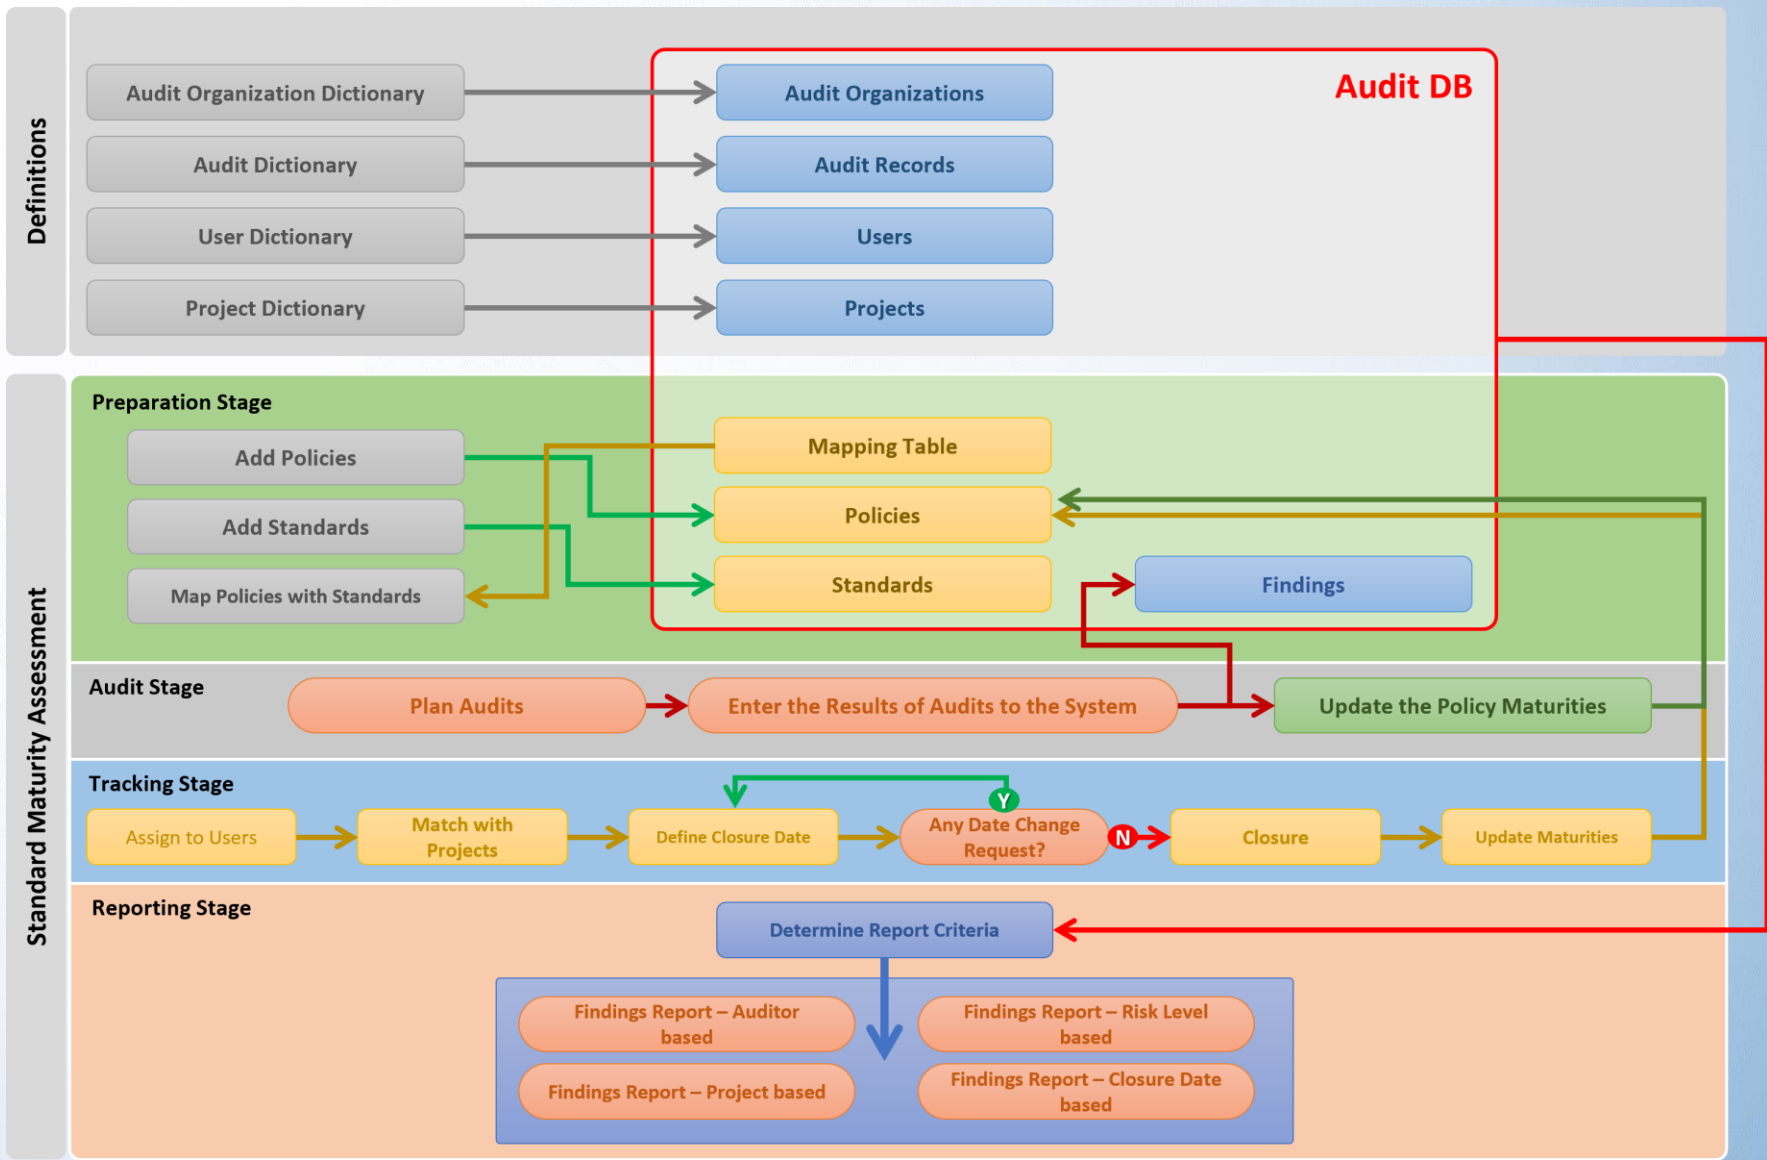 Definitions
Audit DB
Audit Organization Dictionary
Audit Organizations
Audit Dictionary
Audit Records
User Dictionary
Users
Project Dictionary
Projects
Standard Maturity Assessment
Preparation Stage
Add Policies
Mapping Table
Add Standards
Policies
Map Policies with Standards
Standards
Findings
Audit Stage
Plan Audits
Enter the Results of Audits to the System
Update the Policy Maturities
Tracking Stage
Y
Assign to Users
Match with
Projects
Define Closure Date
Any Date Change
Request?
N
Closure
Update Maturities
Reporting Stage
Determine Report Criteria
Findings Report – Auditor
based
Findings Report – Risk Level
based
Findings Report – Project based
Findings Report – Closure Date
based